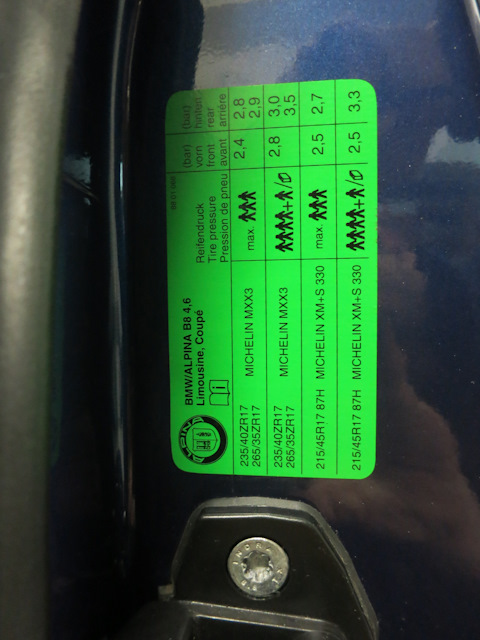 ALPINA
BMW/ALPINA B8 4,6
Limousine, Coupé
Reifendruck (bar) (bar)
Tire pressure vorn hinten
Pression de pneu front rear
avant arrière
235/40ZR17 MICHELIN MXX3 max. 2,4 2,8
265/35ZR17 2,9
235/40ZR17 MICHELIN MXX3 + / 2,8 3,0
265/35ZR17 3,5
215/45R17 87H MICHELIN XM+S 330 max. 2,5 2,7
215/45R17 87H MICHELIN XM+S 330 + / 2,5 3,3